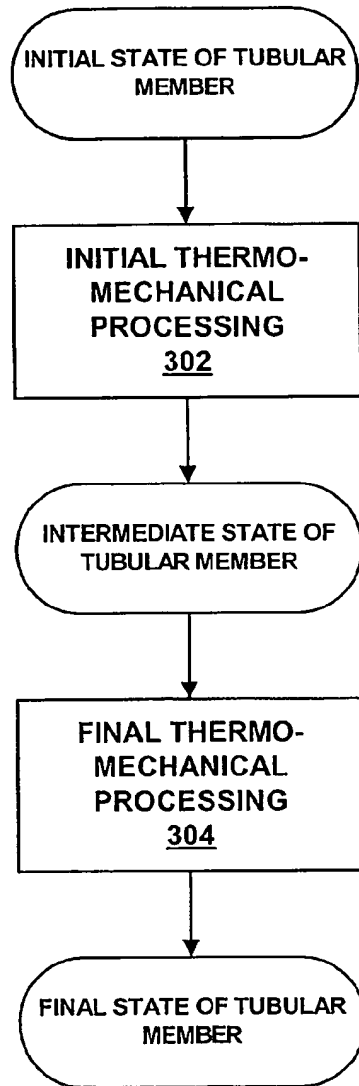 INITIAL STATE OF TUBULAR
MEMBER
INITIAL THERMO-
MECHANICAL
PROCESSING
302
INTERMEDIATE STATE OF
TUBULAR MEMBER
FINAL THERMO-
MECHANICAL
PROCESSING
304
FINAL STATE OF TUBULAR
MEMBER